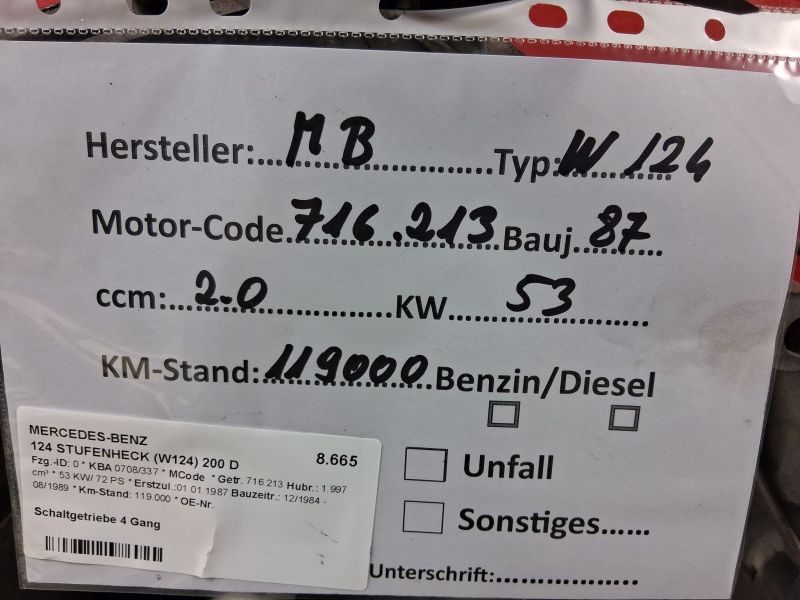 Hersteller: MB Typ: W 124
Motor-Code 716.213 Bauj. 87
ccm: 2.0 KW 53
KM-Stand: 119000 Benzin/Diesel
MERCEDES-BENZ
124 STUFENHECK (W124) 200 D 8.665
Fzg.-ID: 0 * KBA 0708/337 * MCode * Getr. 716 213 Hubr.: 1.997
cm³ * 53 KW/ 72 PS * Erstzul.:01 01.1987 Bauzeitr.: 12/1984 -
08/1989 * Km-Stand: 119 000 * OE-Nr.
Schaltgetriebe 4 Gang
Unfall
Sonstiges......
Unterschrift:....................